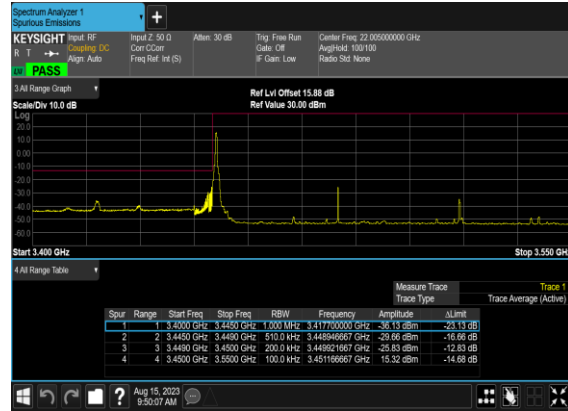 Spectrum Analyzer 1
Spurious Emissions
+
KEYSIGHT Input: RF Input Z: 50 Ω Atten: 30 dB Trig: Free Run Center Freq: 22.005000000 GHz
R T Coupling: DC Corr CCorr Gate: Off Avg|Hold: 100/100
Align: Auto Freq Ref: Int (S) IF Gain: Low Radio Std: None
PASS
3 All Range Graph
Ref Lvl Offset 15.88 dB
Scale/Div 10.0 dB Ref Value 30.00 dBm
Log
20.0
10.0
0.00
-10.0
-20.0
-30.0
-40.0
-50.0
-60.0
Start 3.400 GHz Stop 3.550 GHz
4 All Range Table
Measure Trace Trace 1
Trace Type Trace Average (Active)
Spur Range Start Freq Stop Freq RBW Frequency Amplitude ΔLimit
1 1 3.4000 GHz 3.4450 GHz 1.000 MHz 3.417700000 GHz -36.13 dBm -23.13 dB
2 2 3.4450 GHz 3.4490 GHz 510.0 kHz 3.448946667 GHz -29.66 dBm -16.66 dB
3 3 3.4490 GHz 3.4500 GHz 200.0 kHz 3.449921667 GHz -25.83 dBm -12.83 dB
4 4 3.4500 GHz 3.5500 GHz 100.0 kHz 3.451166667 GHz 15.32 dBm -14.68 dB
? Aug 15, 2023
9:50:07 AM